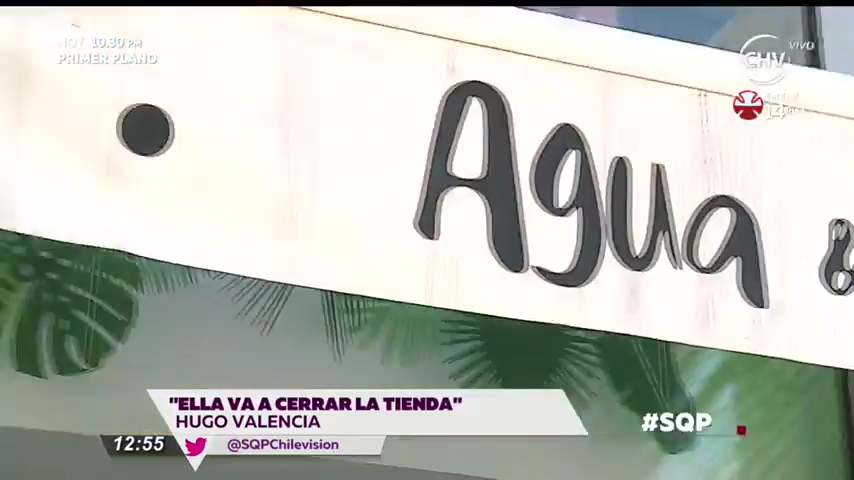 HOY 10.30 PM
PRIMER PLANO
CHV VIVO
Agua &
"ELLA VA A CERRAR LA TIENDA"
HUGO VALENCIA
#SQP
12:55
@SQPChilevision